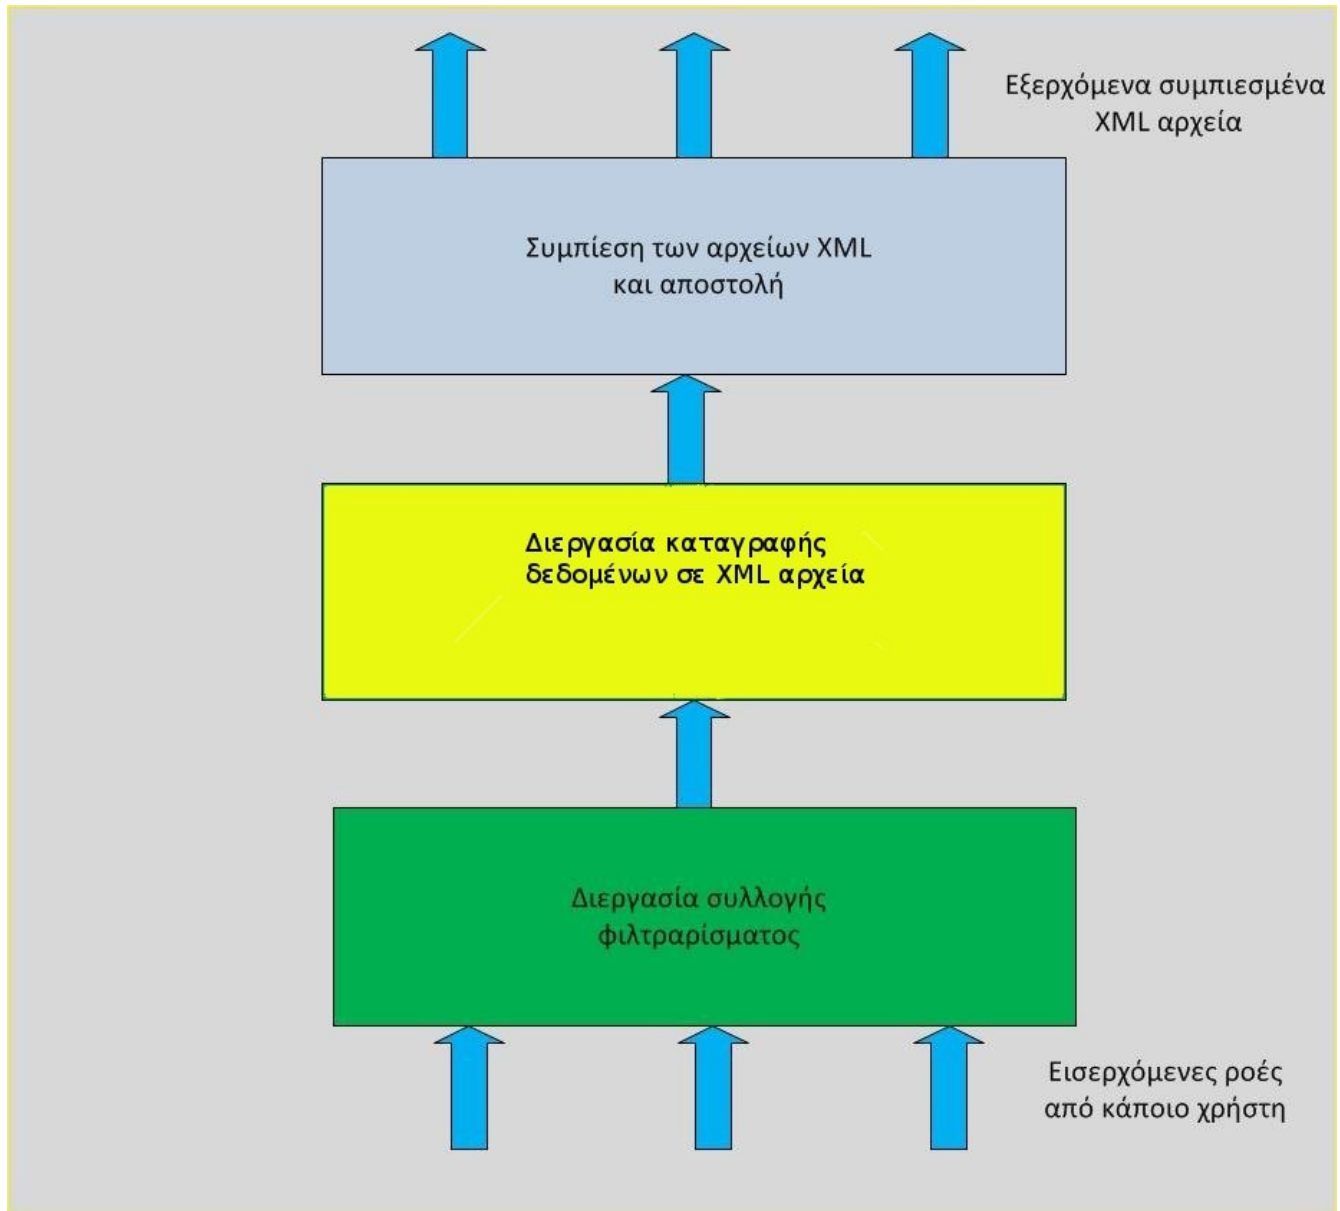 Εξερχόμενα συμπιεσμένα
XML αρχεία
Συμπίεση των αρχείων XML
και αποστολή
Διεργασία καταγραφής
δεδομένων σε XML αρχεία
Διεργασία συλλογής
φιλτραρίσματος
Εισερχόμενες ροές
από κάποιο χρήστη